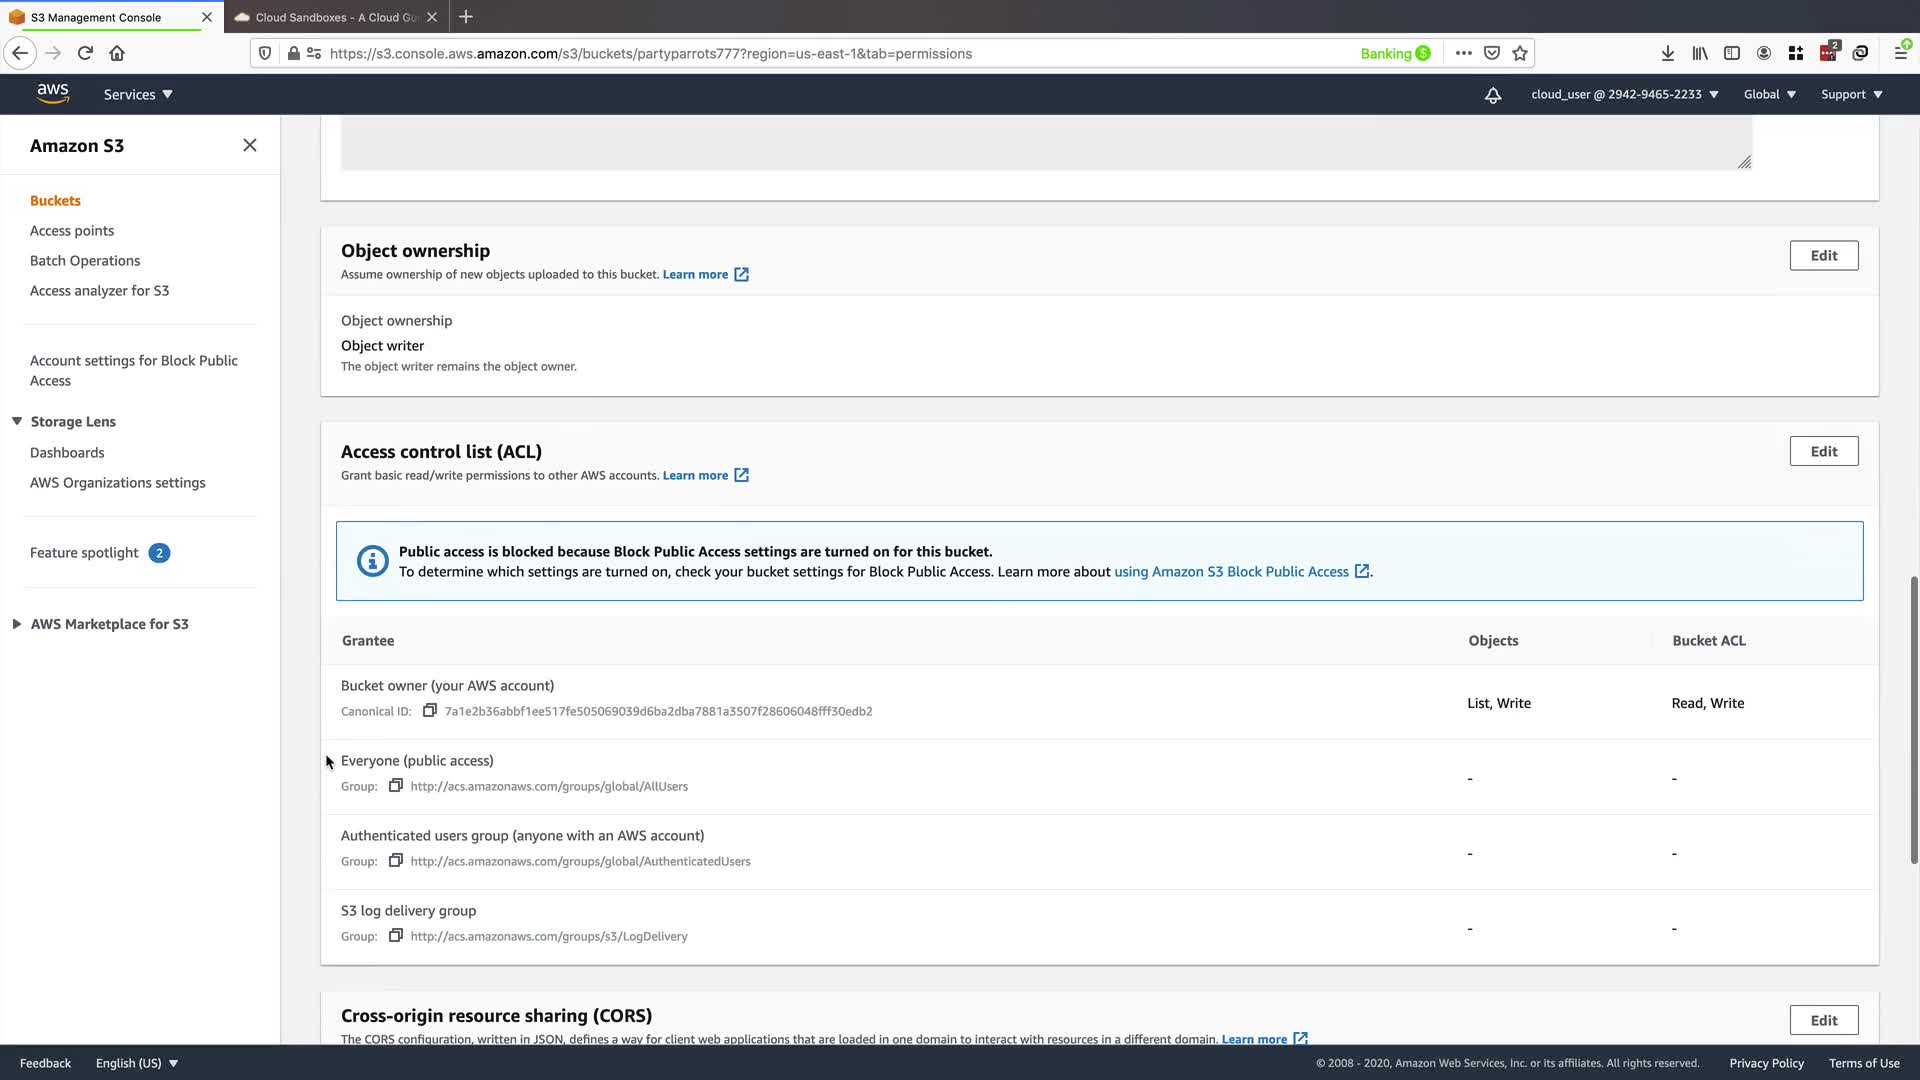 S3 Management Console
Cloud Sandboxes - A Cloud Gu
https://s3.console.aws.amazon.com/s3/buckets/partyparrots777?region=us-east-1&tab=permissions
Banking
2
aws
Services
cloud_user @ 2942-9465-2233
Global
Support
Amazon S3
Buckets
Access points
Batch Operations
Access analyzer for S3
Account settings for Block Public
Access
Storage Lens
Dashboards
AWS Organizations settings
Feature spotlight 2
AWS Marketplace for S3
Object ownership
Edit
Assume ownership of new objects uploaded to this bucket. Learn more
Object ownership
Object writer
The object writer remains the object owner.
Access control list (ACL)
Edit
Grant basic read/write permissions to other AWS accounts. Learn more
Public access is blocked because Block Public Access settings are turned on for this bucket.
To determine which settings are turned on, check your bucket settings for Block Public Access. Learn more about using Amazon S3 Block Public Access.
Grantee Objects Bucket ACL
Bucket owner (your AWS account)
Canonical ID: 7a1e2b36abbf1ee517fe505069039d6ba2dba7881a3507f28606048fff30edb2
List, Write Read, Write
Everyone (public access)
Group: http://acs.amazonaws.com/groups/global/AllUsers
- -
Authenticated users group (anyone with an AWS account)
Group: http://acs.amazonaws.com/groups/global/AuthenticatedUsers
- -
S3 log delivery group
Group: http://acs.amazonaws.com/groups/s3/LogDelivery
- -
Cross-origin resource sharing (CORS)
Edit
The CORS configuration, written in JSON, defines a way for client web applications that are loaded in one domain to interact with resources in a different domain. Learn more
Feedback English (US)
© 2008 - 2020, Amazon Web Services, Inc. or its affiliates. All rights reserved. Privacy Policy Terms of Use